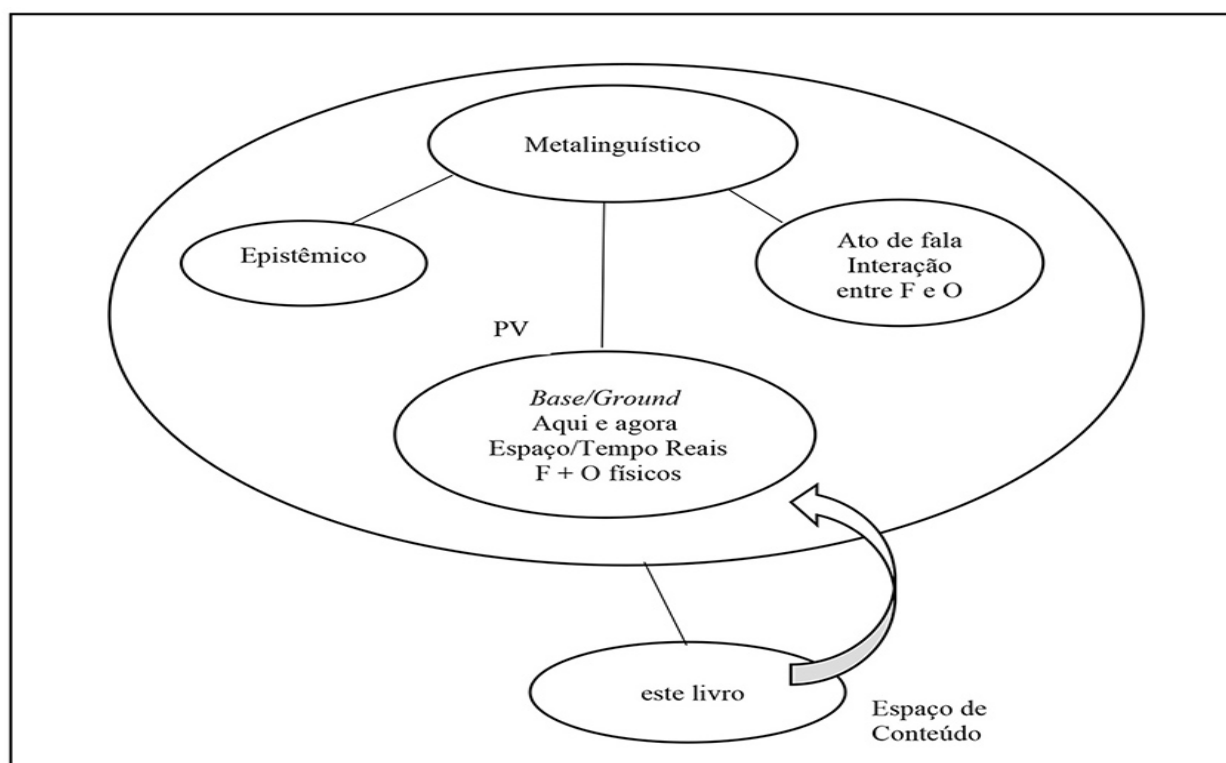 Metalinguístico
Epistêmico
Ato de fala
Interação
entre F e O
PV
Base/Ground
Aqui e agora
Espaço/Tempo Reais
F + O físicos
este livro
Espaço de
Conteúdo